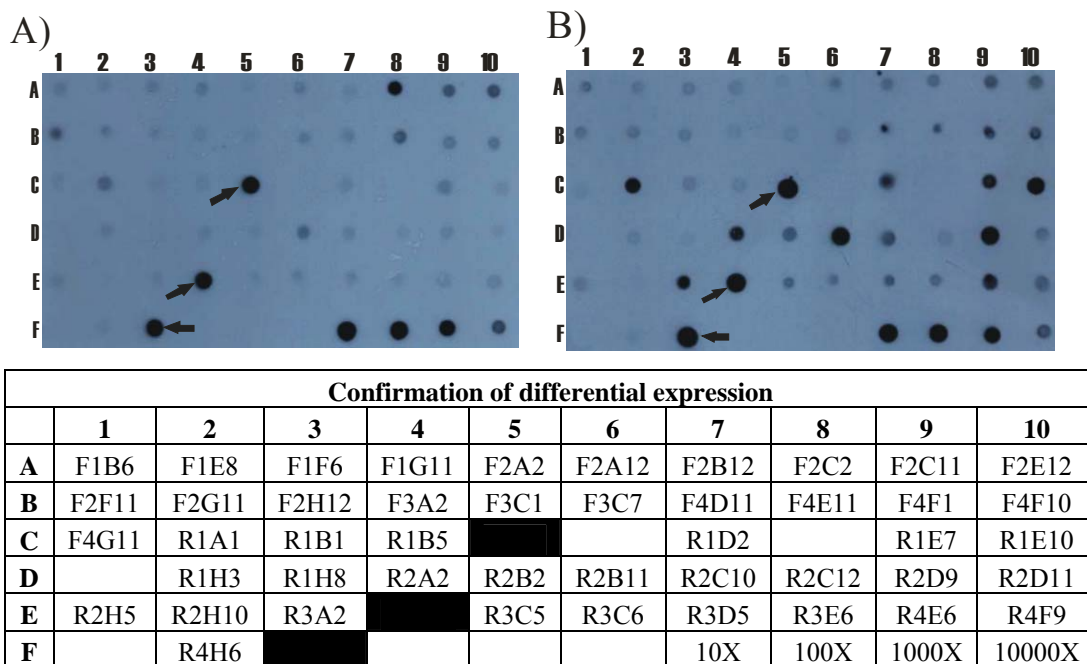 A)
B)
1 2 3 4 5 6 7 8 9 10
1 2 3 4 5 6 7 8 9 10
A
B
C
D
E
F
A
B
C
D
E
F
Confirmation of differential expression
1 2 3 4 5 6 7 8 9 10
A F1B6 F1E8 F1F6 F1G11 F2A2 F2A12 F2B12 F2C2 F2C11 F2E12
B F2F11 F2G11 F2H12 F3A2 F3C1 F3C7 F4D11 F4E11 F4F1 F4F10
C F4G11 R1A1 R1B1 R1B5 R1D2 R1E7 R1E10
D R1H3 R1H8 R2A2 R2B2 R2B11 R2C10 R2C12 R2D9 R2D11
E R2H5 R2H10 R3A2 R3C5 R3C6 R3D5 R3E6 R4E6 R4F9
F R4H6 10X 100X 1000X 10000X